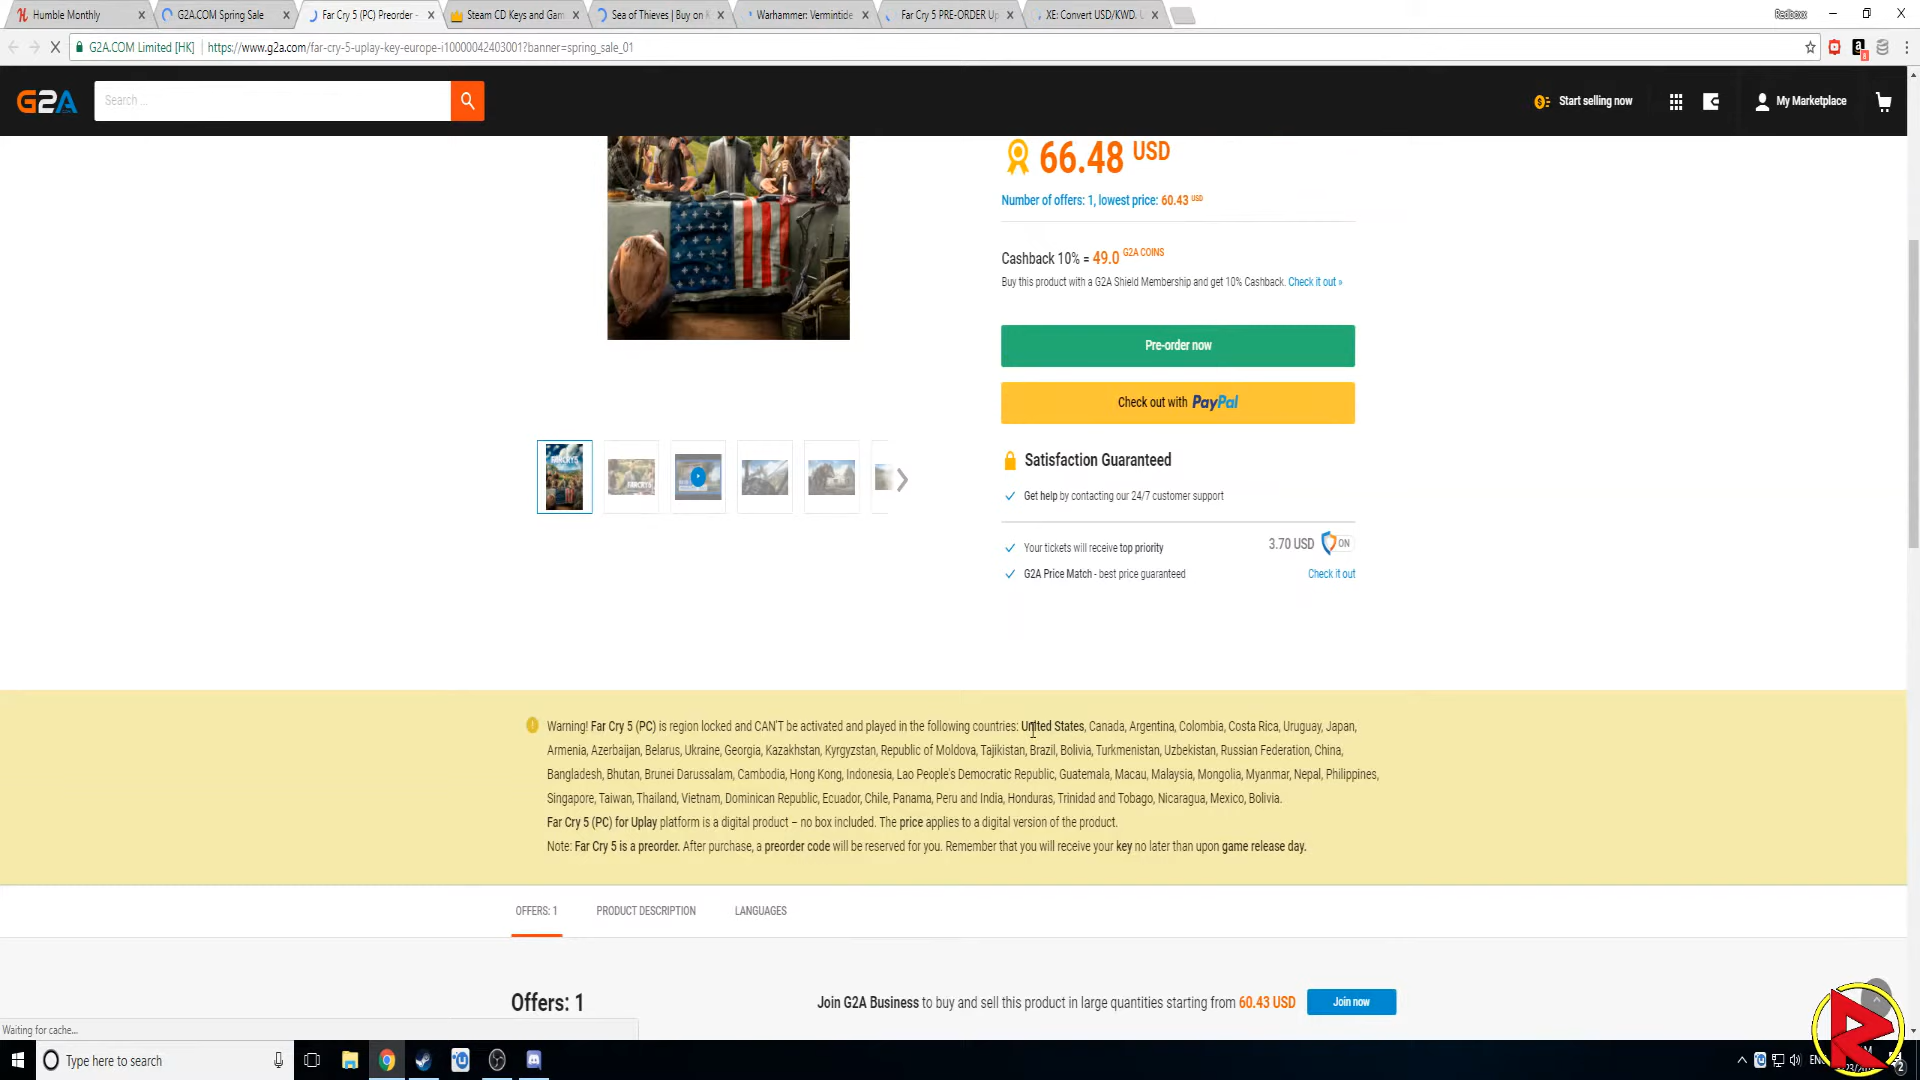 Humble Monthly
G2A.COM Spring Sale
Far Cry 5 (PC) Preorder -
Steam CD Keys and Gam
Sea of Thieves | Buy on
Warhammer: Vermintide
Far Cry 5 PRE-ORDER Up
XE: Convert USD/KWD.
Redboxx
G2A.COM Limited [HK]
https://www.g2a.com/far-cry-5-uplay-key-europe-i10000042403001?banner=spring_sale_01
G2A
Search ...
Start selling now
My Marketplace
66.48 USD
Number of offers: 1, lowest price: 60.43 USD
Cashback 10% = 49.0 G2A COINS
Buy this product with a G2A Shield Membership and get 10% Cashback. Check it out »
Pre-order now
Check out with PayPal
Satisfaction Guaranteed
Get help by contacting our 24/7 customer support
Your tickets will receive top priority
3.70 USD ON
G2A Price Match - best price guaranteed
Check it out
Warning! Far Cry 5 (PC) is region locked and CAN'T be activated and played in the following countries: United States, Canada, Argentina, Colombia, Costa Rica, Uruguay, Japan,
Armenia, Azerbaijan, Belarus, Ukraine, Georgia, Kazakhstan, Kyrgyzstan, Republic of Moldova, Tajikistan, Brazil, Bolivia, Turkmenistan, Uzbekistan, Russian Federation, China,
Bangladesh, Bhutan, Brunei Darussalam, Cambodia, Hong Kong, Indonesia, Lao People's Democratic Republic, Guatemala, Macau, Malaysia, Mongolia, Myanmar, Nepal, Philippines,
Singapore, Taiwan, Thailand, Vietnam, Dominican Republic, Ecuador, Chile, Panama, Peru and India, Honduras, Trinidad and Tobago, Nicaragua, Mexico, Bolivia.
Far Cry 5 (PC) for Uplay platform is a digital product – no box included. The price applies to a digital version of the product.
Note: Far Cry 5 is a preorder. After purchase, a preorder code will be reserved for you. Remember that you will receive your key no later than upon game release day.
OFFERS: 1
PRODUCT DESCRIPTION
LANGUAGES
Offers: 1
Join G2A Business to buy and sell this product in large quantities starting from 60.43 USD
Join now
Waiting for cache...
Type here to search